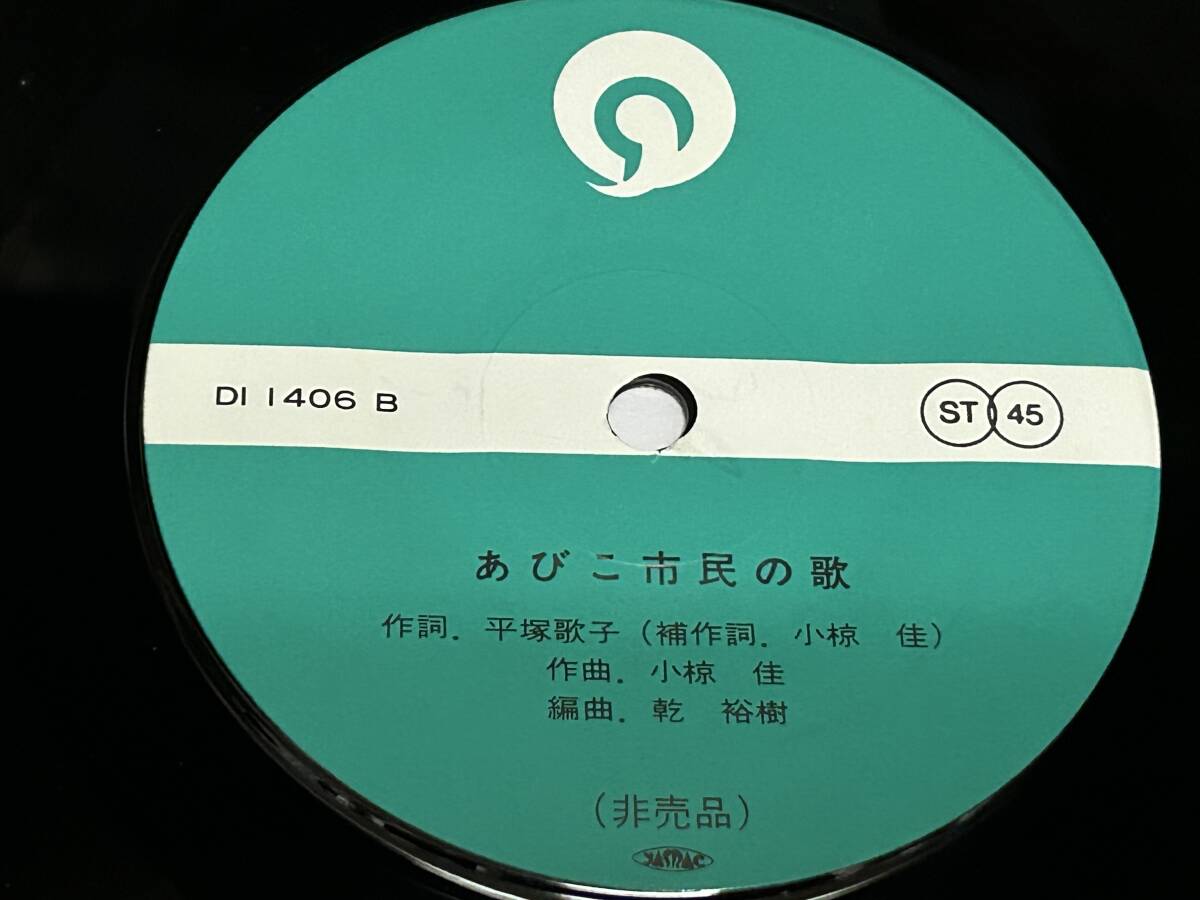 DI 1406 B
ST 45
あびこ市民の歌
作詞. 平塚歌子 (補作詞. 小椋 佳)
作曲. 小椋 佳
編曲. 乾 裕樹
(非売品)